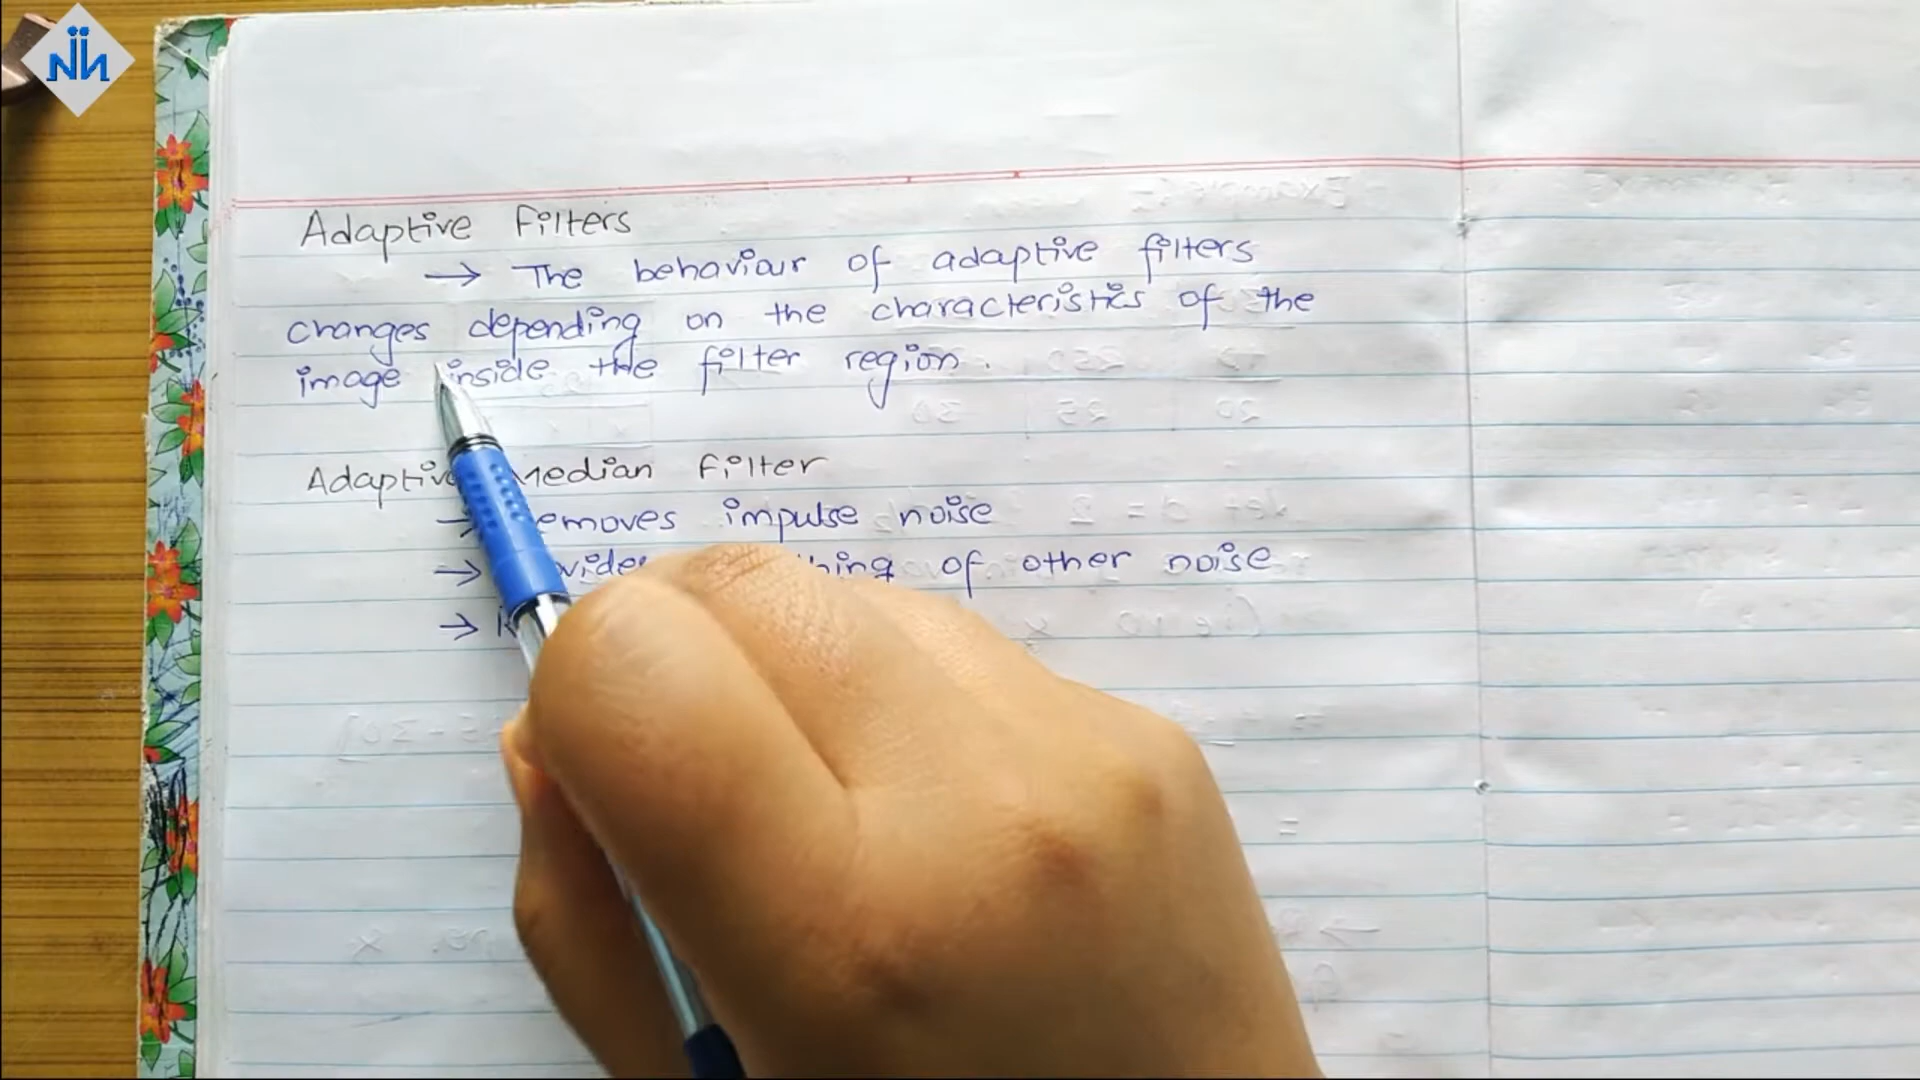 Adaptive Filters
→ The behaviour of adaptive filters
changes depending on the characteristics of the
image inside the filter region.
Adaptive Median Filter
→ Removes impulse noise
→ of other noise
→